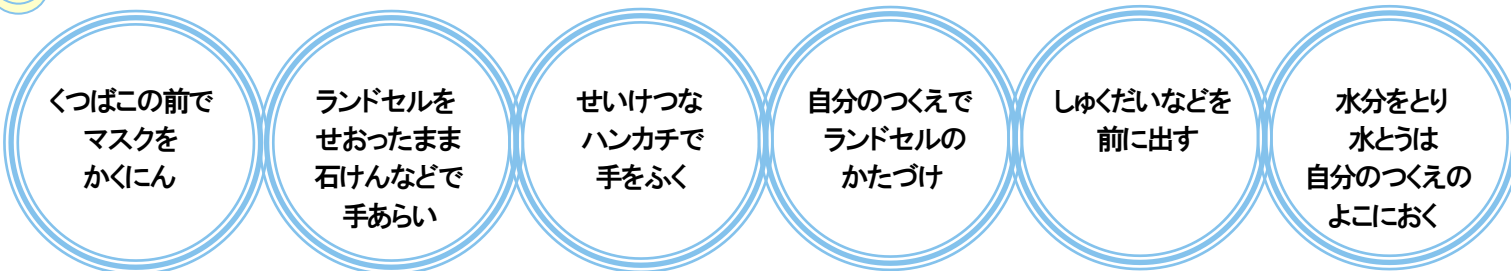 くつばこの前で
マスクを
かくにん
ランドセルを
せおったまま
石けんなどで
手あらい
せいけつな
ハンカチで
手をふく
自分のつくえで
ランドセルの
かたづけ
しゅくだいなどを
前に出す
水分をとり
水とうは
自分のつくえの
よこにおく